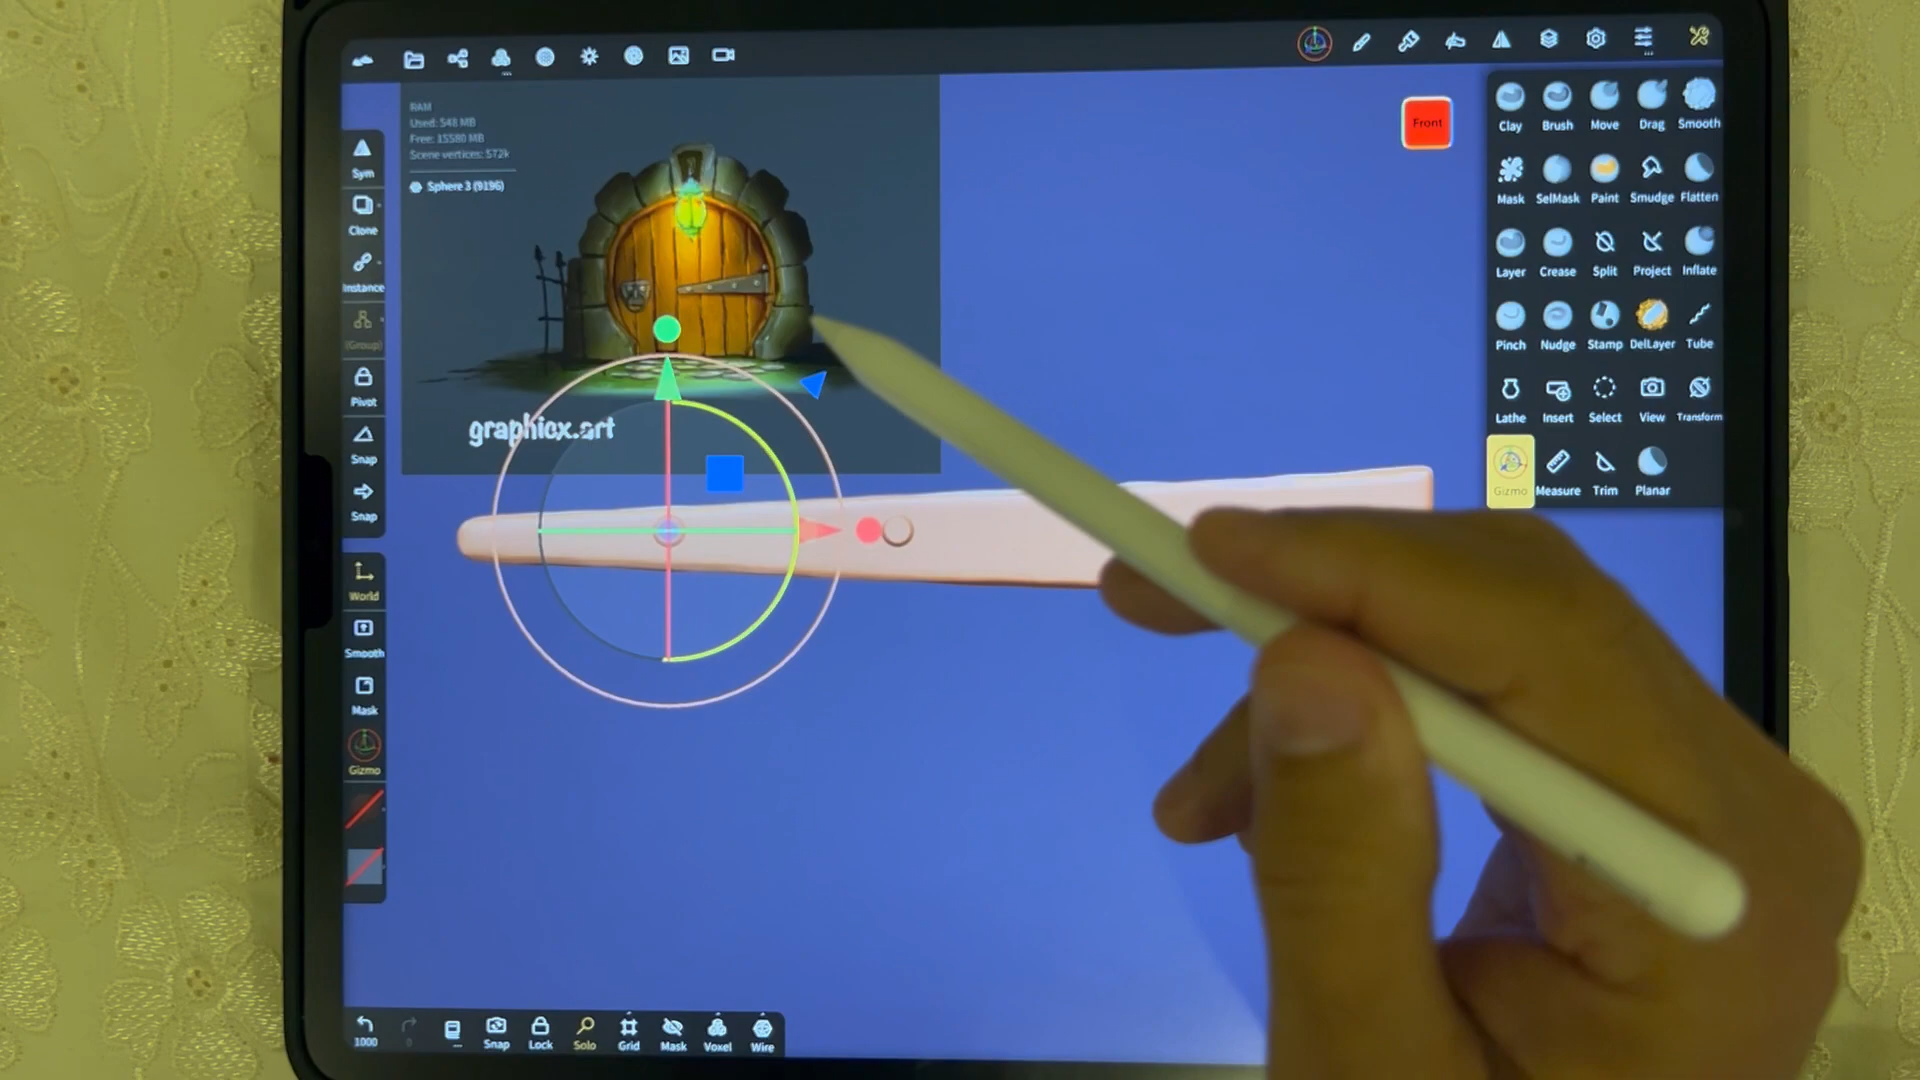 RAM
Used: 548 MB
Free: 15580 MB
Scene vertices: 572k
Sphere 3 (9196)
graphicx.art
Front
Sym
Clone
Instance
(Group)
Pivot
Snap
Snap
World
Smooth
Mask
Gizmo
Clay Brush Move Drag Smooth
Mask SelMask Paint Smudge Flatten
Layer Crease Split Project Inflate
Pinch Nudge Stamp DelLayer Tube
Lathe Insert Select View Transform
Gizmo Measure Trim Planar
1000 0 ... Snap Lock Solo Grid Mask Voxel Wire